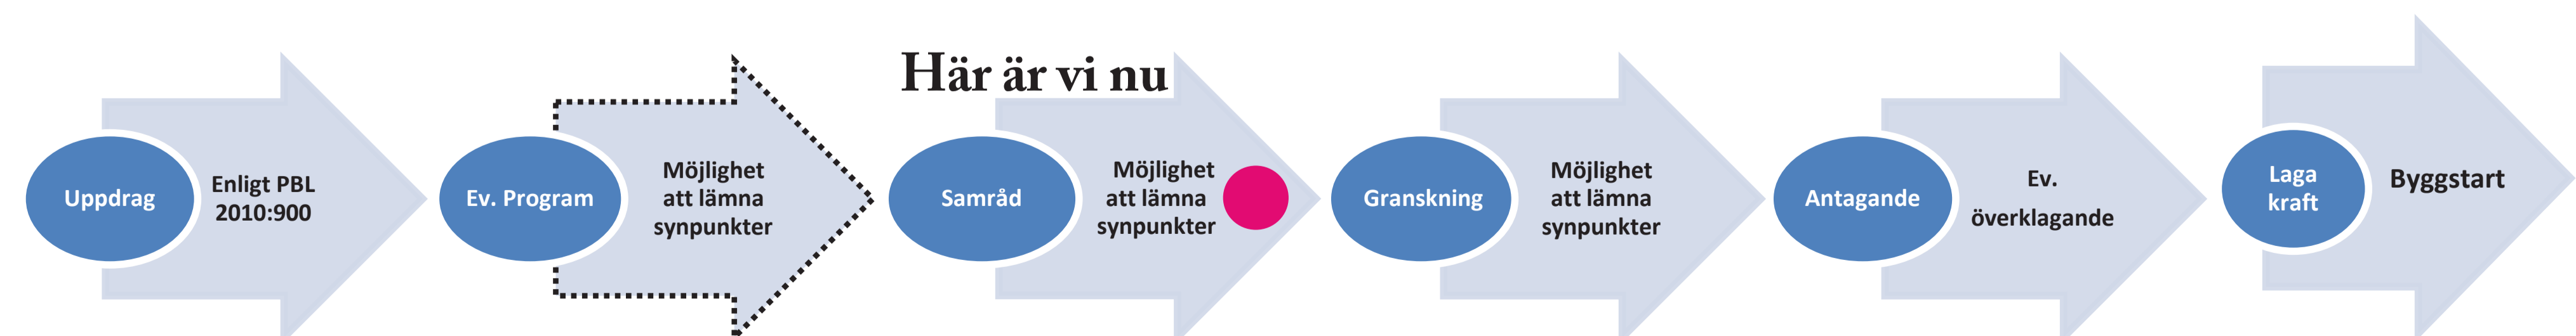 Här är vi nu
Uppdrag
Enligt PBL
2010:900
Ev. Program
Möjlighet
att lämna
synpunkter
Samråd
Möjlighet
att lämna
synpunkter
Granskning
Möjlighet
att lämna
synpunkter
Antagande
Ev.
överklagande
Laga
kraft
Byggstart